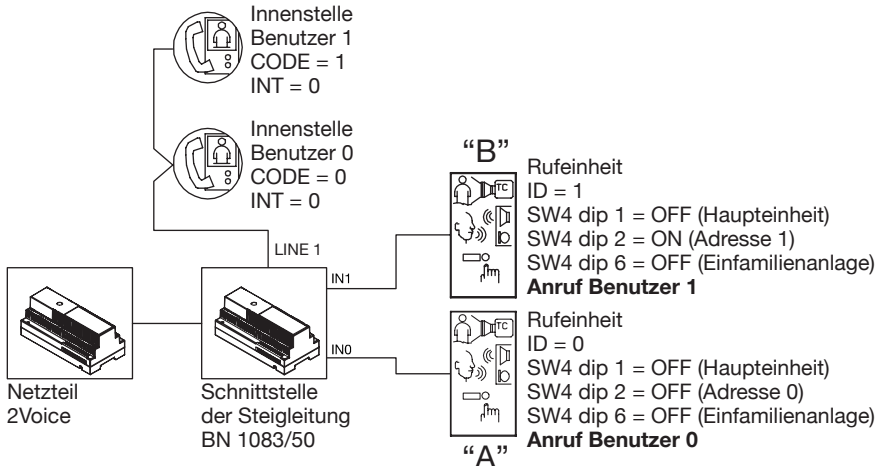 Innenstelle
Benutzer 1
CODE = 1
INT = 0
Innenstelle
Benutzer 0
CODE = 0
INT = 0
LINE 1
Netzteil
2Voice
Schnittstelle
der Steigleitung
BN 1083/50
IN1
IN0
“B”
TC
Rufeinheit
ID = 1
SW4 dip 1 = OFF (Haupteinheit)
SW4 dip 2 = ON (Adresse 1)
SW4 dip 6 = OFF (Einfamilienanlage)
Anruf Benutzer 1
TC
Rufeinheit
ID = 0
SW4 dip 1 = OFF (Haupteinheit)
SW4 dip 2 = OFF (Adresse 0)
SW4 dip 6 = OFF (Einfamilienanlage)
Anruf Benutzer 0
“A”